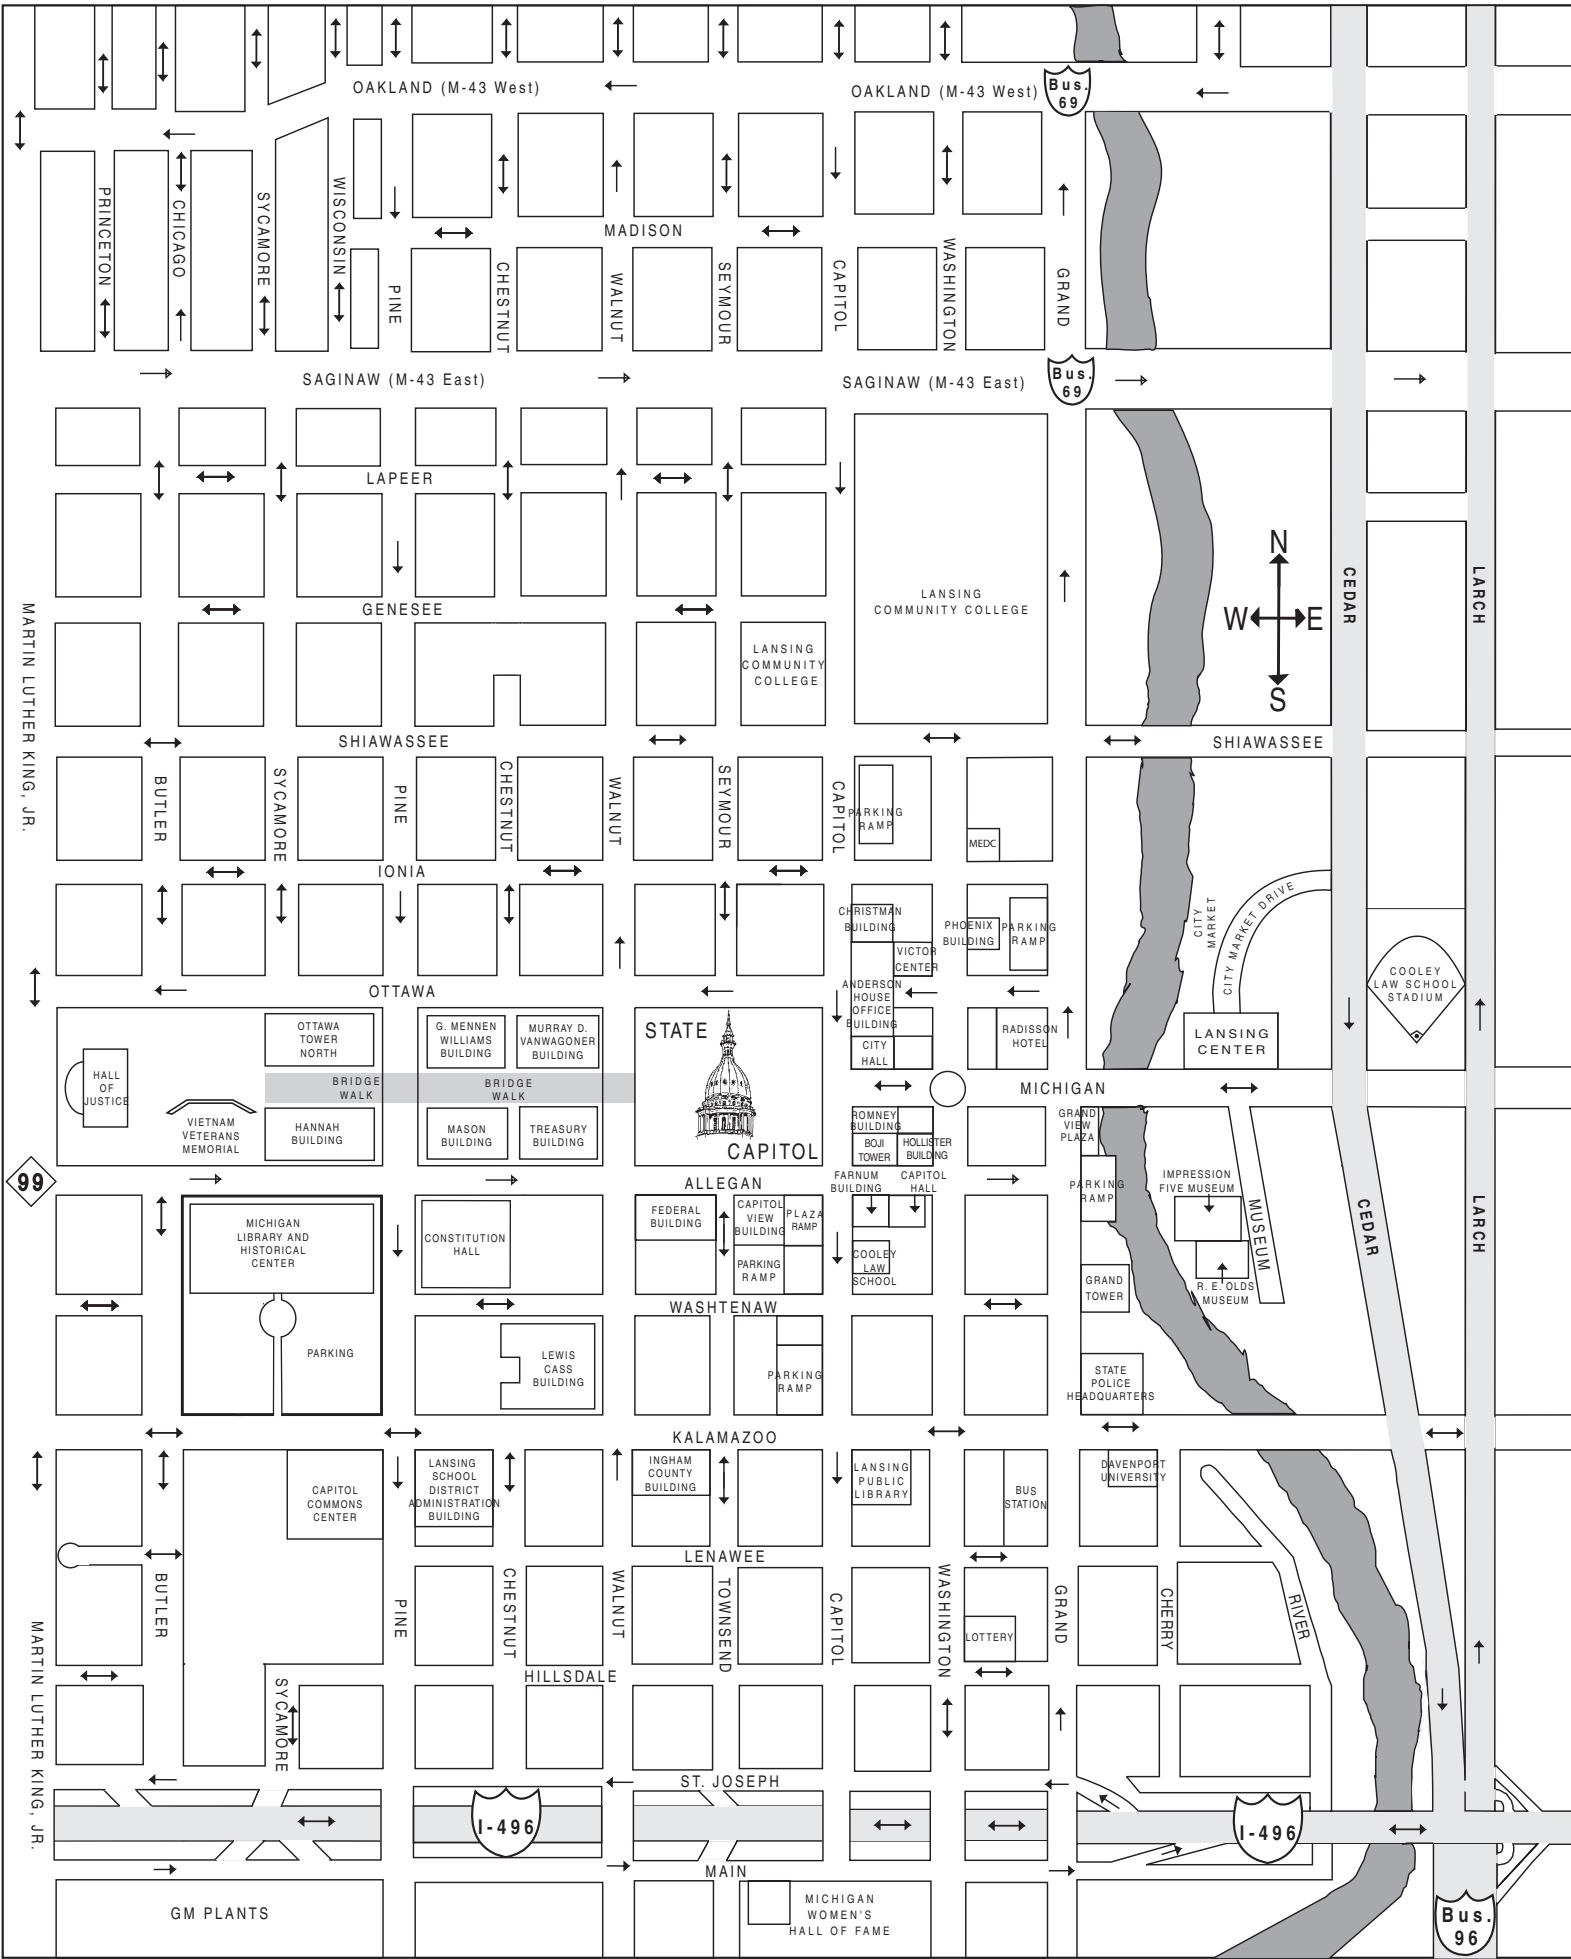 OAKLAND (M-43 West)
OAKLAND (M-43 West)
Bus.
69
PRINCETON
CHICAGO
SYCAMORE
WISCONSIN
PINE
MADISON
CHESTNUT
WALNUT
SEYMOUR
CAPITOL
WASHINGTON
GRAND
SAGINAW (M-43 East)
SAGINAW (M-43 East)
Bus.
69
LAPEER
GENESEE
LANSING
COMMUNITY COLLEGE
LANSING
COMMUNITY
COLLEGE
N
W
E
S
CEDAR
LARCH
MARTIN LUTHER KING, JR.
SHIAWASSEE
SHIAWASSEE
BUTLER
SYCAMORE
PINE
CHESTNUT
WALNUT
SEYMOUR
CAPITOL
PARKING
RAMP
MEDC
IONIA
CHRISTMAN
BUILDING
VICTOR
CENTER
PHOENIX
BUILDING
PARKING
RAMP
CITY
MARKET
CITY MARKET DRIVE
COOLEY
LAW SCHOOL
STADIUM
OTTAWA
ANDERSON
HOUSE
OFFICE
BUILDING
CITY
HALL
RADISSON
HOTEL
LANSING
CENTER
OTTAWA
TOWER
NORTH
G. MENNEN
WILLIAMS
BUILDING
MURRAY D.
VANWAGONER
BUILDING
STATE
CAPITOL
HALL
OF
JUSTICE
BRIDGE
WALK
BRIDGE
WALK
MICHIGAN
VIETNAM
VETERANS
MEMORIAL
HANNAH
BUILDING
MASON
BUILDING
TREASURY
BUILDING
ROMNEY
BUILDING
BOJI
TOWER
HOLLISTER
BUILDING
GRAND
VIEW
PLAZA
99
ALLEGAN
FARNUM
BUILDING
CAPITOL
HALL
PARKING
RAMP
IMPRESSION
FIVE MUSEUM
MUSEUM
CEDAR
LARCH
MICHIGAN
LIBRARY AND
HISTORICAL
CENTER
CONSTITUTION
HALL
FEDERAL
BUILDING
CAPITOL
VIEW
BUILDING
PLAZA
RAMP
PARKING
RAMP
COOLEY
LAW
SCHOOL
GRAND
TOWER
R. E. OLDS
MUSEUM
WASHTENAW
PARKING
LEWIS
CASS
BUILDING
PARKING
RAMP
STATE
POLICE
HEADQUARTERS
KALAMAZOO
CAPITOL
COMMONS
CENTER
LANSING
SCHOOL
DISTRICT
ADMINISTRATION
BUILDING
INGHAM
COUNTY
BUILDING
LANSING
PUBLIC
LIBRARY
BUS
STATION
DAVENPORT
UNIVERSITY
LENAWEE
BUTLER
PINE
CHESTNUT
WALNUT
TOWNSEND
CAPITOL
WASHINGTON
LOTTERY
GRAND
CHERRY
RIVER
MARTIN LUTHER KING, JR.
HILLSDALE
SYCAMORE
ST. JOSEPH
I-496
I-496
MAIN
GM PLANTS
MICHIGAN
WOMEN'S
HALL OF FAME
Bus.
96